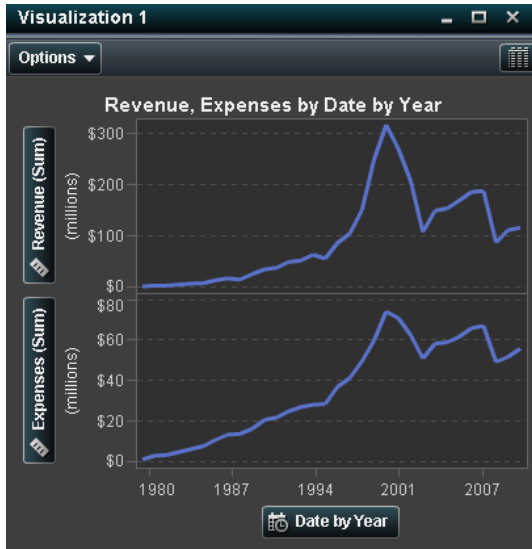 Visualization 1
Options
Revenue, Expenses by Date by Year
Revenue (Sum)
(millions)
$300
$200
$100
$0
Expenses (Sum)
(millions)
$80
$60
$40
$20
$0
1980 1987 1994 2001 2007
Date by Year